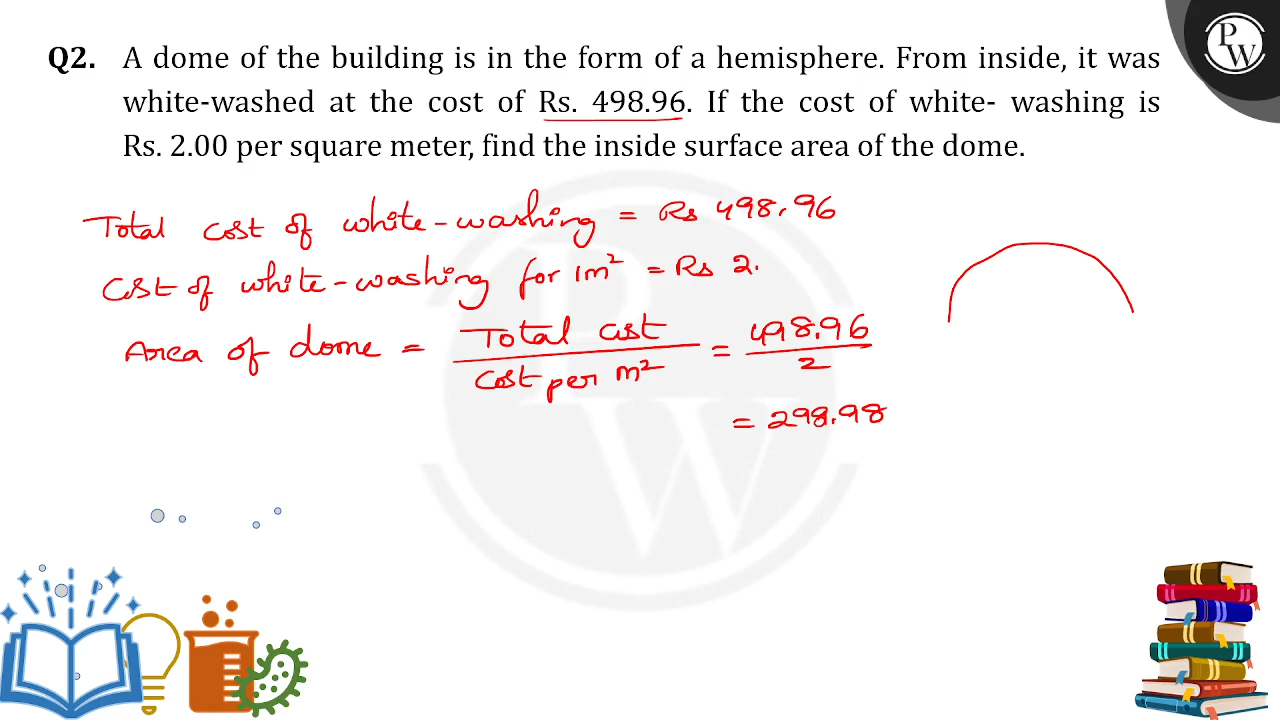 Q2. A dome of the building is in the form of a hemisphere. From inside, it was
white-washed at the cost of Rs. 498.96. If the cost of white- washing is
Rs. 2.00 per square meter, find the inside surface area of the dome.
Total cost of white-washing = Rs 498.96
Cost of white-washing for 1m² = Rs 2.
Area of dome = Total cost / Cost per m² = 498.96 / 2
= 298.98
PW
PW